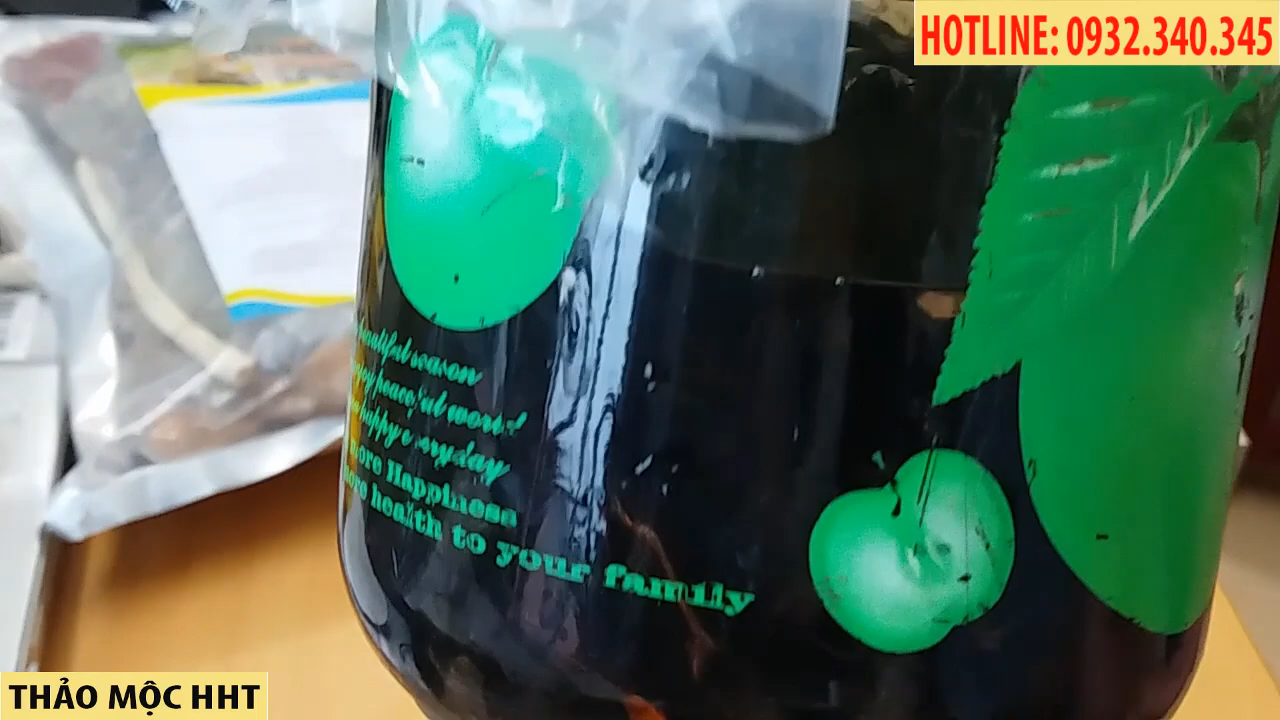 HOTLINE: 0932.340.345
beautiful season
peaceful world
happy everyday
more Happiness
more health to your family
THẢO MỘC HHT